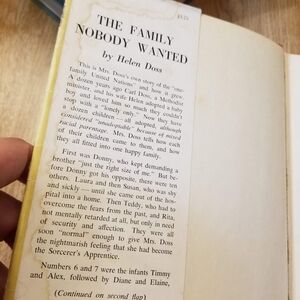 THE FAMILY
NOBODY WANTED
by Helen Doss
This is Mrs. Doss's own story of the "one-
family United Nations" and how it grew.
A dozen years ago Carl Doss, a Methodist
minister, and his wife Helen adopted a baby
boy and loved him so much they couldn't
stop with a "lonely only." Now they have
a dozen children—all adopted, although
considered "unadoptable" because of mixed
racial parentage. Mrs. Doss tells how each
of their children came to them, and how
they all fitted into one happy family.
First was Donny, who kept demanding a
brother "just the right size of me." But be-
fore Donny got his opposite, there were ten
others. Laura and then Susan, who was shy
and sickly—until she came out of the hos-
pital and into a home. Then Teddy, who had to
overcome the fears from the past, and Rita,
not mentally retarded at all, but only in need
of security and affection. They were all
soon "normal" enough to give Mrs. Doss
the nightmarish feeling that she had become
the Sorcerer's Apprentice.
Numbers 6 and 7 were the infants Timmy
and Alex, followed by Diane and Elaine,
(Continued on second flap)